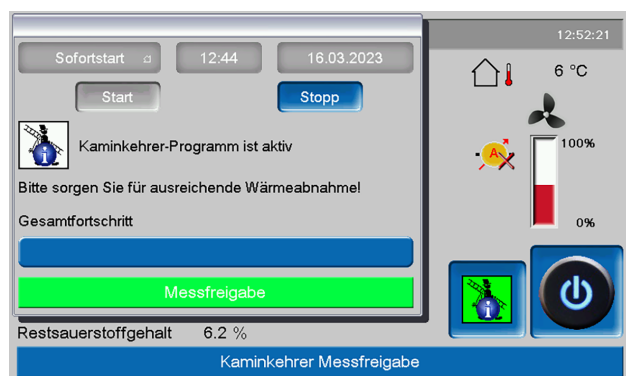 12:52:21
Sofortstart 12:44 16.03.2023
Start Stopp
6 °C
Kaminkehrer-Programm ist aktiv
100%
Bitte sorgen Sie für ausreichende Wärmeabnahme!
Gesamtfortschritt
0%
Messfreigabe
Restsauerstoffgehalt 6.2 %
Kaminkehrer Messfreigabe